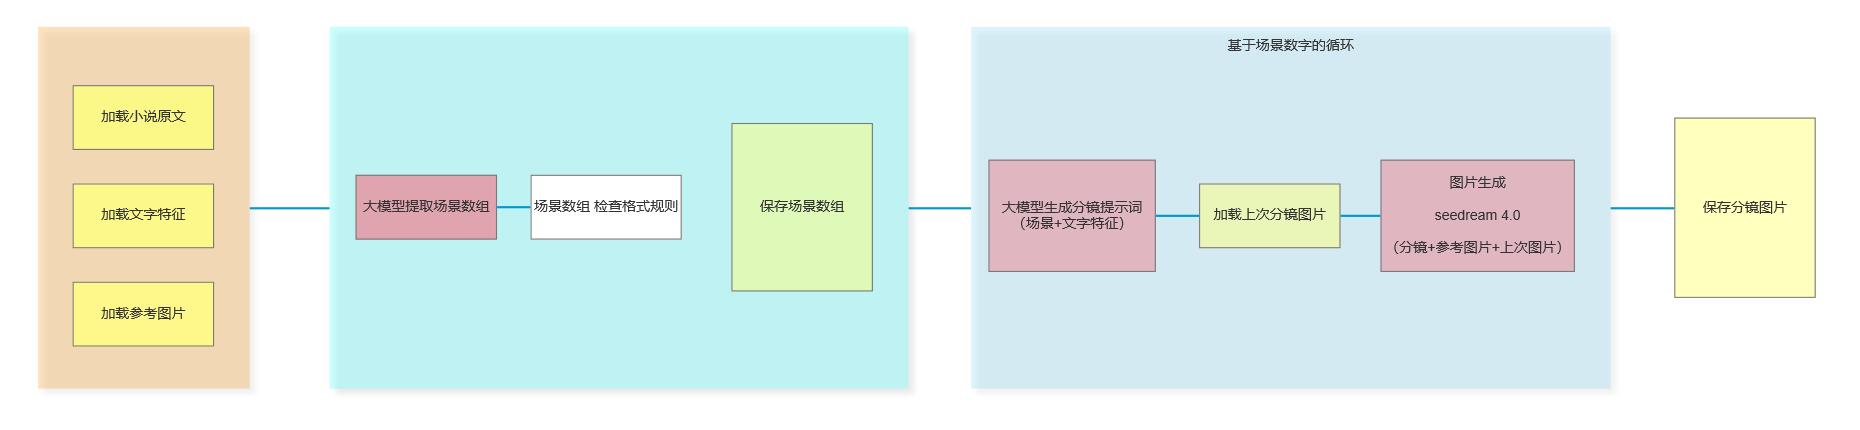 加载小说原文
加载文字特征
加载参考图片
大模型提取场景数组
场景数组 检查格式规则
保存场景数组
基于场景数字的循环
大模型生成分镜提示词
（场景+文字特征）
加载上次分镜图片
图片生成
seedream 4.0
（分镜+参考图片+上次图片）
保存分镜图片